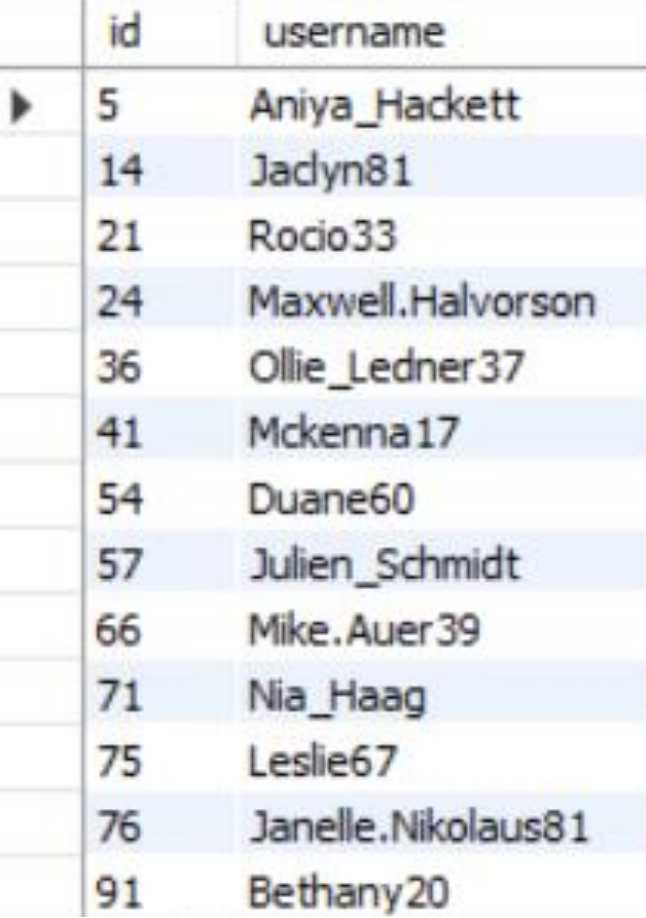 id username
5 Aniya_Hackett
14 Jaclyn81
21 Rocio33
24 Maxwell.Halvorson
36 Ollie_Ledner37
41 Mckenna17
54 Duane60
57 Julien_Schmidt
66 Mike.Auer39
71 Nia_Haag
75 Leslie67
76 Janelle.Nikolaus81
91 Bethany20